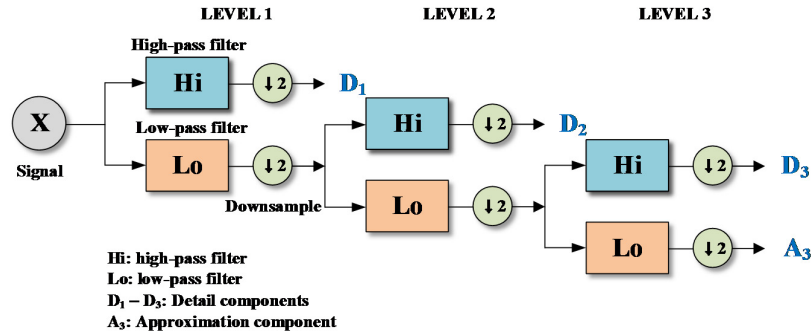 LEVEL 1 LEVEL 2 LEVEL 3
High-pass filter
Hi ↓2 D₁
X
Signal
Low-pass filter
Lo ↓2
Downsample
Hi ↓2 D₂
Lo ↓2
Hi ↓2 D₃
Lo ↓2 A₃
Hi: high-pass filter
Lo: low-pass filter
D₁ – D₃: Detail components
A₃: Approximation component